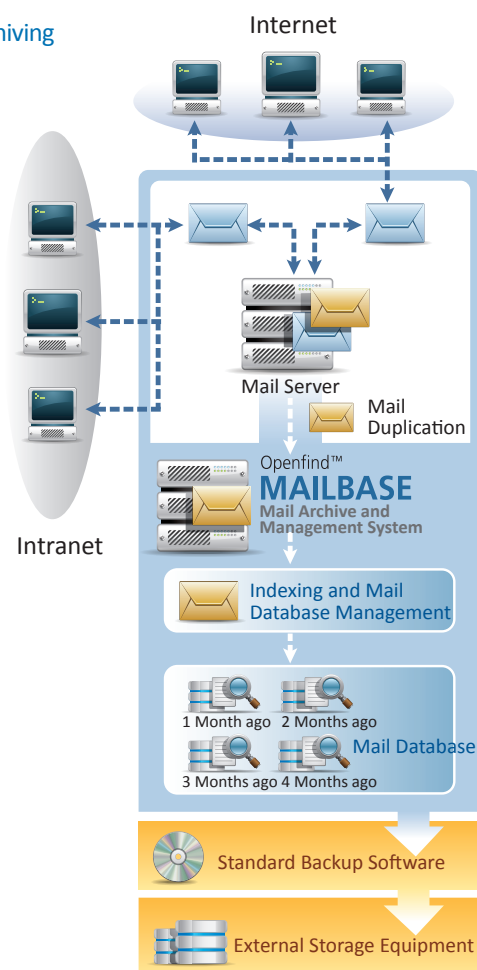 Internet
Mail Server
Mail
Duplication
Openfind™
MAILBASE
Mail Archive and
Management System
Intranet
Indexing and Mail
Database Management
1 Month ago 2 Months ago
Mail Database
3 Months ago 4 Months ago
Standard Backup Software
External Storage Equipment